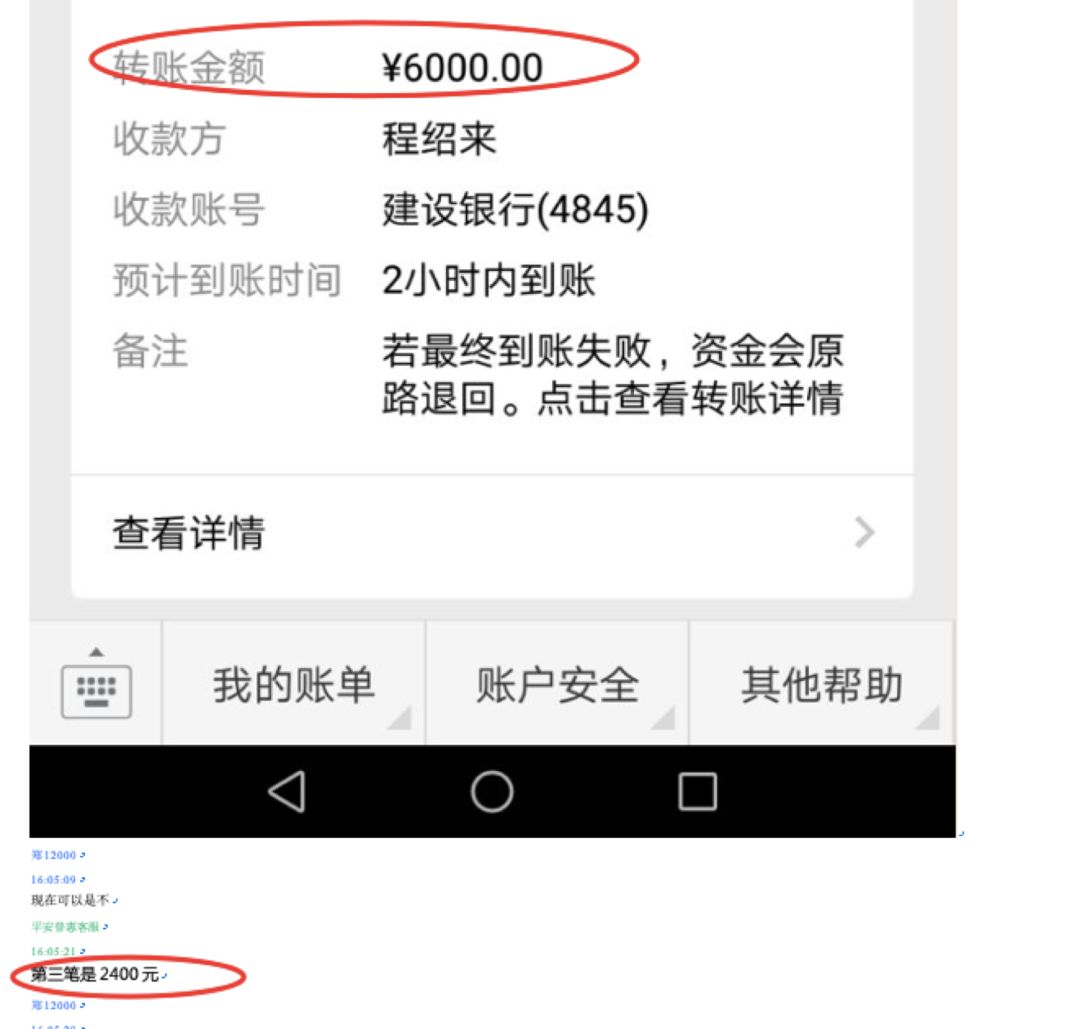 转账金额 ¥6000.00
收款方 程绍来
收款账号 建设银行(4845)
预计到账时间 2小时内到账
备注 若最终到账失败，资金会原
路退回。点击查看转账详情
查看详情
我的账单 账户安全 其他帮助
郑12000
16:05:09
现在可以是不
平安普惠客服
16:05:21
第三笔是 2400 元
郑12000